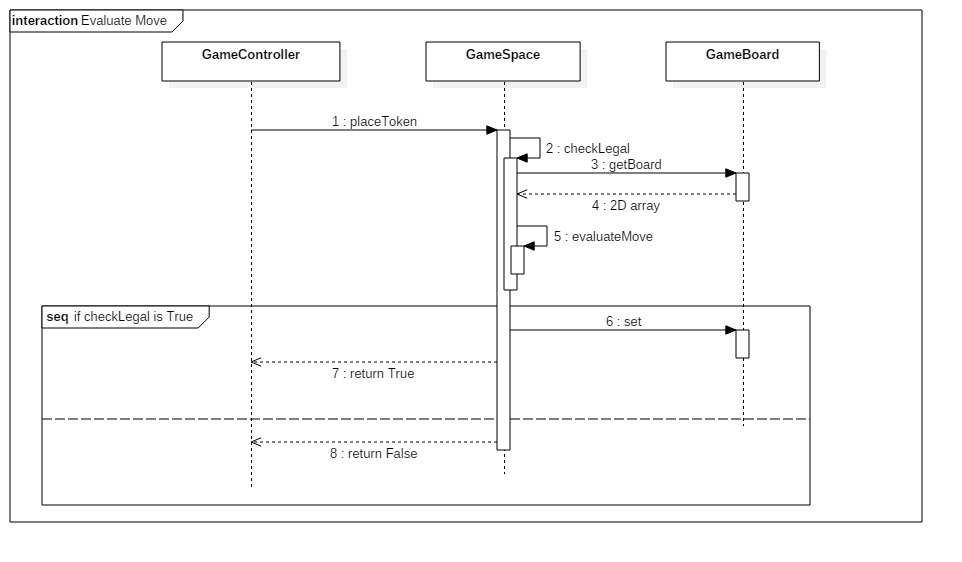 interaction Evaluate Move
GameController
GameSpace
GameBoard
1 : placeToken
2 : checkLegal
3 : getBoard
4 : 2D array
5 : evaluateMove
seq if checkLegal is True
6 : set
7 : return True
8 : return False